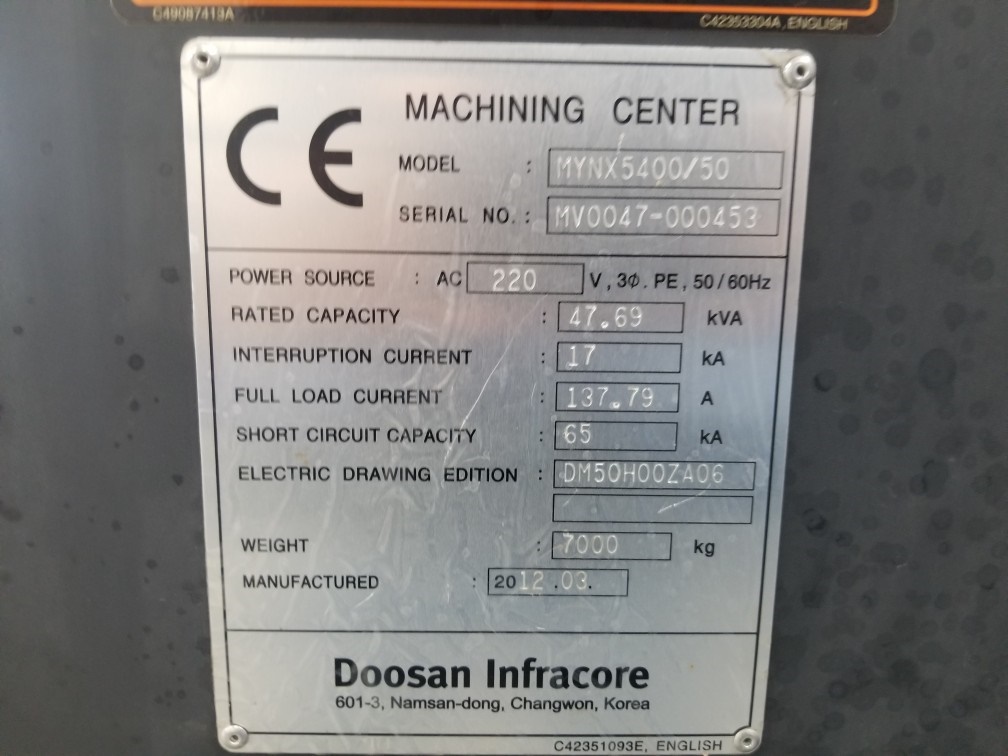 C49087413A
C42353304A, ENGLISH
CE MACHINING CENTER
MODEL : MYNX5400/50
SERIAL NO. : MV0047-000453
POWER SOURCE : AC 220 V, 3Φ. PE, 50/60Hz
RATED CAPACITY : 47.69 kVA
INTERRUPTION CURRENT : 17 kA
FULL LOAD CURRENT : 137.79 A
SHORT CIRCUIT CAPACITY : 65 kA
ELECTRIC DRAWING EDITION : DM50H00ZA06
WEIGHT : 7000 kg
MANUFACTURED : 2012.03.
Doosan Infracore
601-3, Namsan-dong, Changwon, Korea
C42351093E, ENGLISH